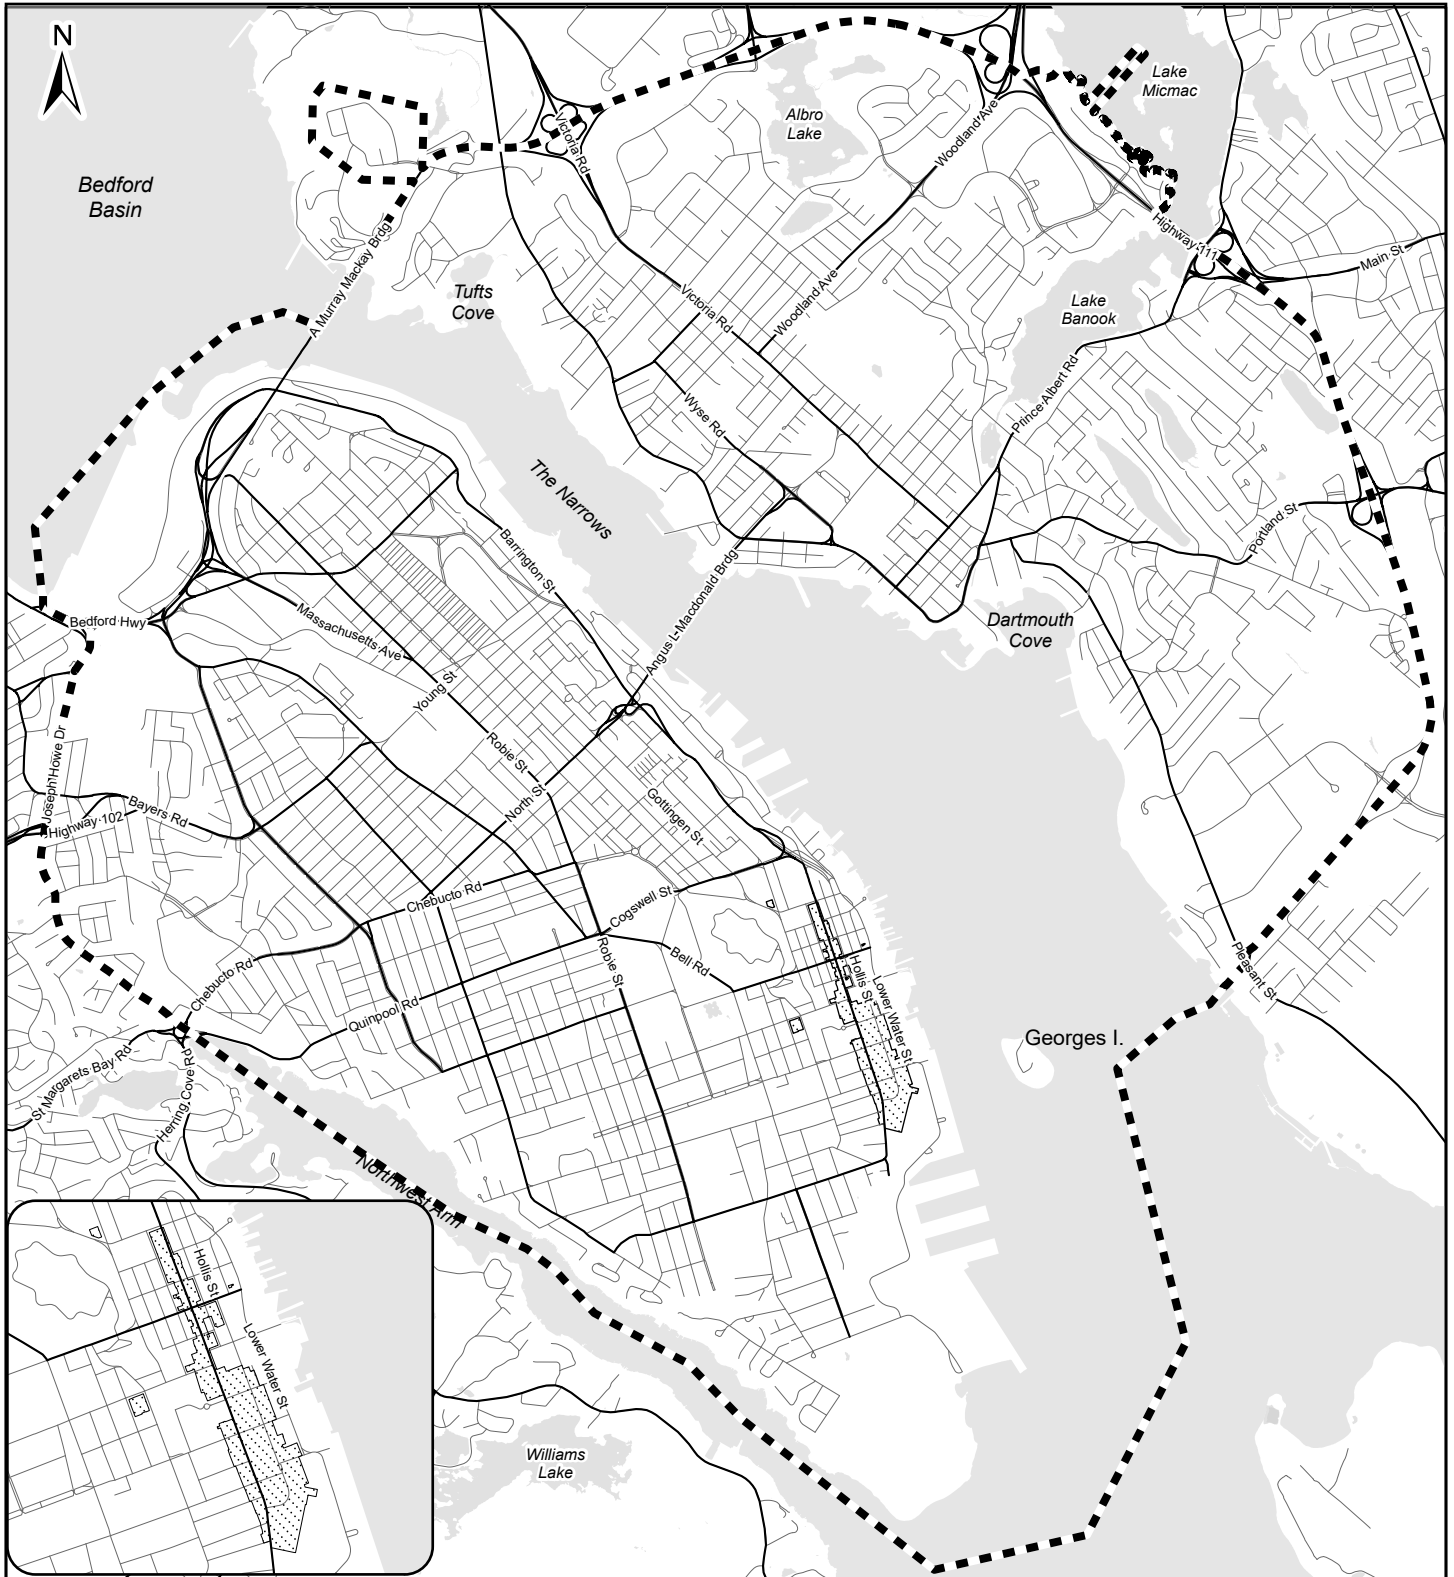 N
Lake
Micmac
Albro
Lake
Victoria Rd
Woodland Ave
Bedford
Basin
Highway 111
A Murray Mackay Brdg
Main St
Tufts
Cove
Victoria Rd
Woodland Ave
Lake
Banook
Prince Albert Rd
Wyse Rd
The Narrows
Portland St
Barrington St
Angus L Macdonald Brdg
Bedford Hwy
Massachusetts Ave
Dartmouth
Cove
Young St
Robie St
Joseph Howe Dr
North St
Gottingen St
Bayers Rd
Highway 102
Chebucto Rd
Cogswell St
Robie St
Bell Rd
Hollis St
Lower Water St
Pleasant St
Chebucto Rd
Quinpool Rd
Georges I.
St Margarets Bay Rd
Herring Cove Rd
Northwest Arm
Hollis St
Lower Water St
Williams
Lake